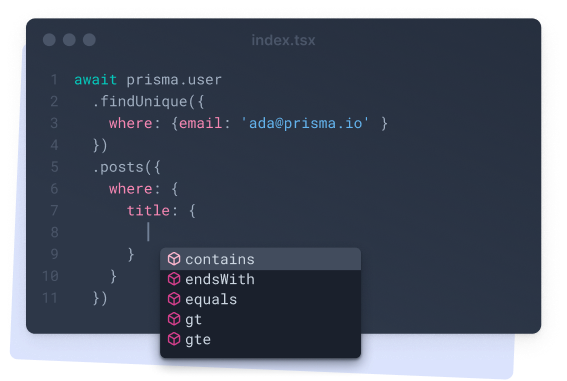 index.tsx
1 await prisma.user
2 .findUnique({
3 where: {email: 'ada@prisma.io' }
4 })
5 .posts({
6 where: {
7 title: {
8
9 }
10 }
11 })
contains
endsWith
equals
gt
gte